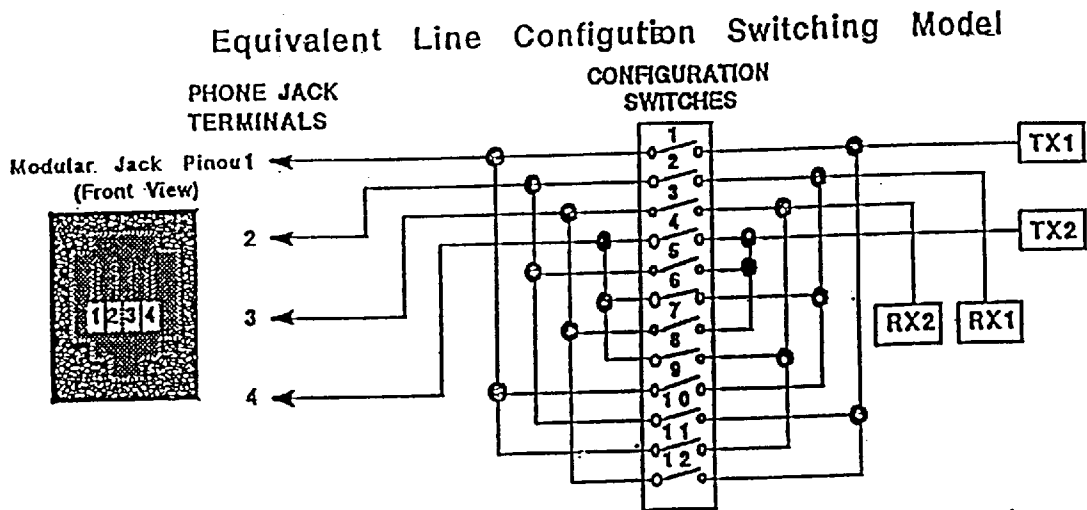 Equivalent Line Configution Switching Model
PHONE JACK
TERMINALS
CONFIGURATION
SWITCHES
Modular Jack Pinout
(Front View)
1
2
3
4
1 2 3 4
1
2
3
4
5
6
7
8
9
10
11
12
TX1
TX2
RX2
RX1